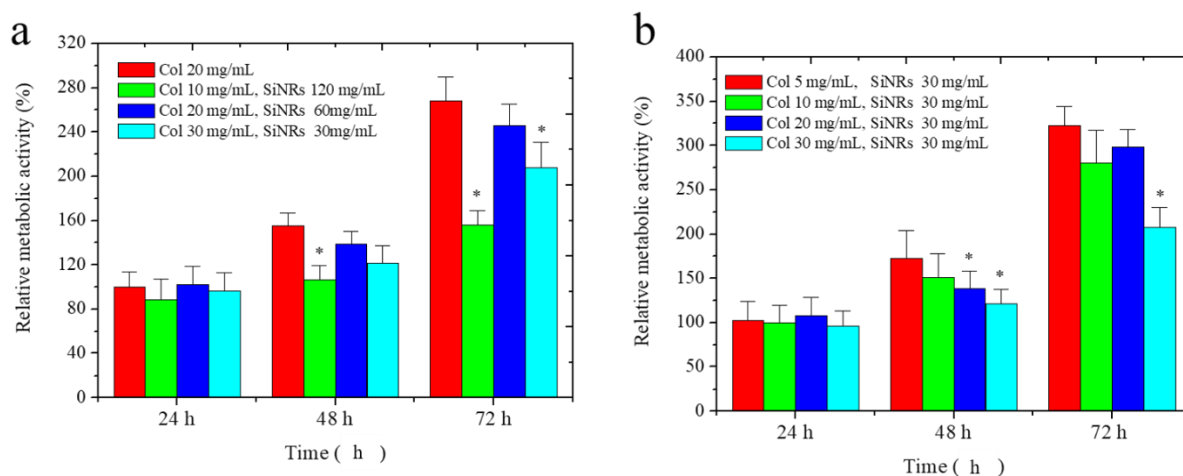 a
Relative metabolic activity (%)
320
280
240
200
160
120
80
40
0
Col 20 mg/mL
Col 10 mg/mL, SiNRs 120 mg/mL
Col 20 mg/mL, SiNRs 60mg/mL
Col 30 mg/mL, SiNRs 30mg/mL
*
*
*
24 h
48 h
72 h
Time ( h )
b
Relative metabolic activity (%)
400
350
300
250
200
150
100
50
0
Col 5 mg/mL, SiNRs 30 mg/mL
Col 10 mg/mL, SiNRs 30 mg/mL
Col 20 mg/mL, SiNRs 30 mg/mL
Col 30 mg/mL, SiNRs 30 mg/mL
*
*
*
24 h
48 h
72 h
Time ( h )